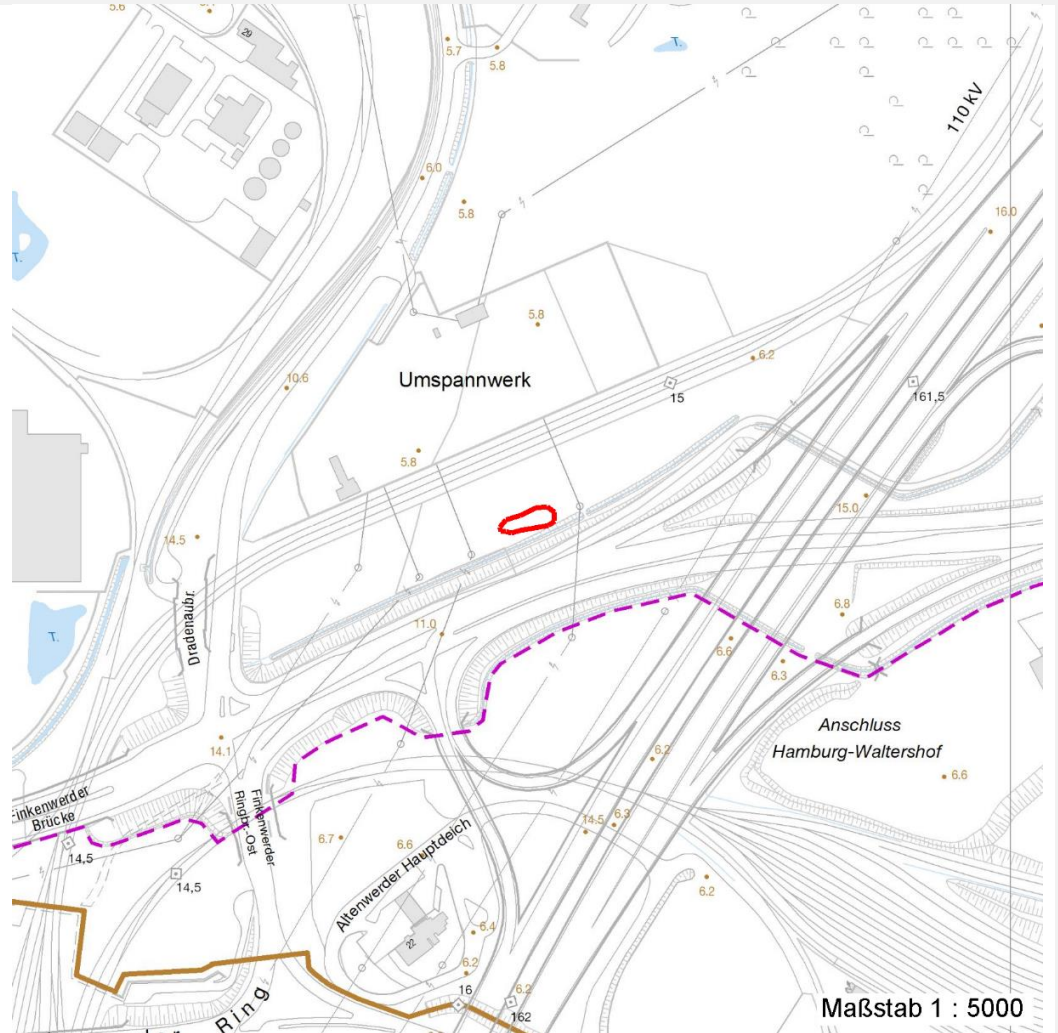 5.6
29
5.7
5.8
T.
110 kV
6.0
5.8
16.0
T.
5.8
Umspannwerk
6.2
10.6
15
161,5
5.8
15.0
14.5
Dradenaubr.
T.
11.0
6.8
6.6
6.3
Anschluss
Hamburg-Waltershof
14.1
6.2
6.6
Finkenwerder
Brücke
Finkenwerder
Ringbr.-Ost
14,5
6.7
6.6
14.5
6.3
14,5
Altenwerder Hauptdeich
6.2
22
6.4
6.2
16
6.2
162
Ring
Maßstab 1 : 5000